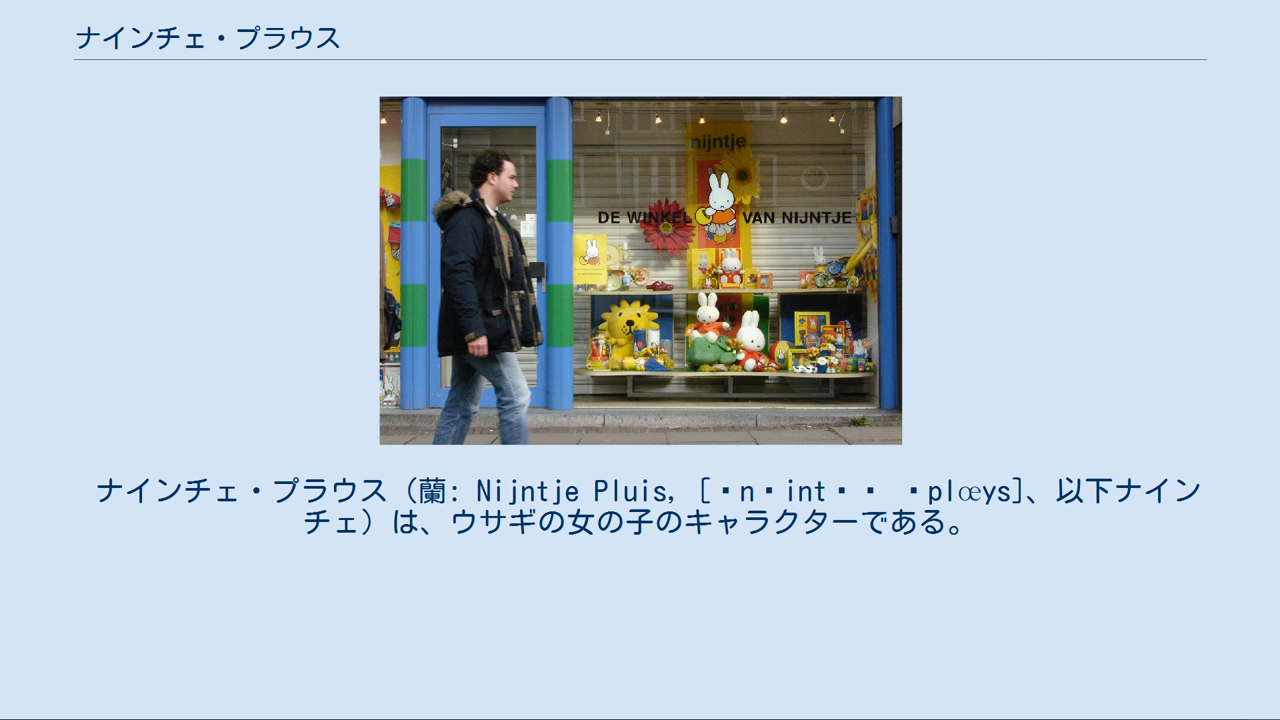 ナインチェ・プラウス
nijntje
DE WINKEL VAN NIJNTJE
ナインチェ・プラウス（蘭: Nijntje Pluis, [・n・int・・ ・plœys]、以下ナイン
チェ）は、ウサギの女の子のキャラクターである。